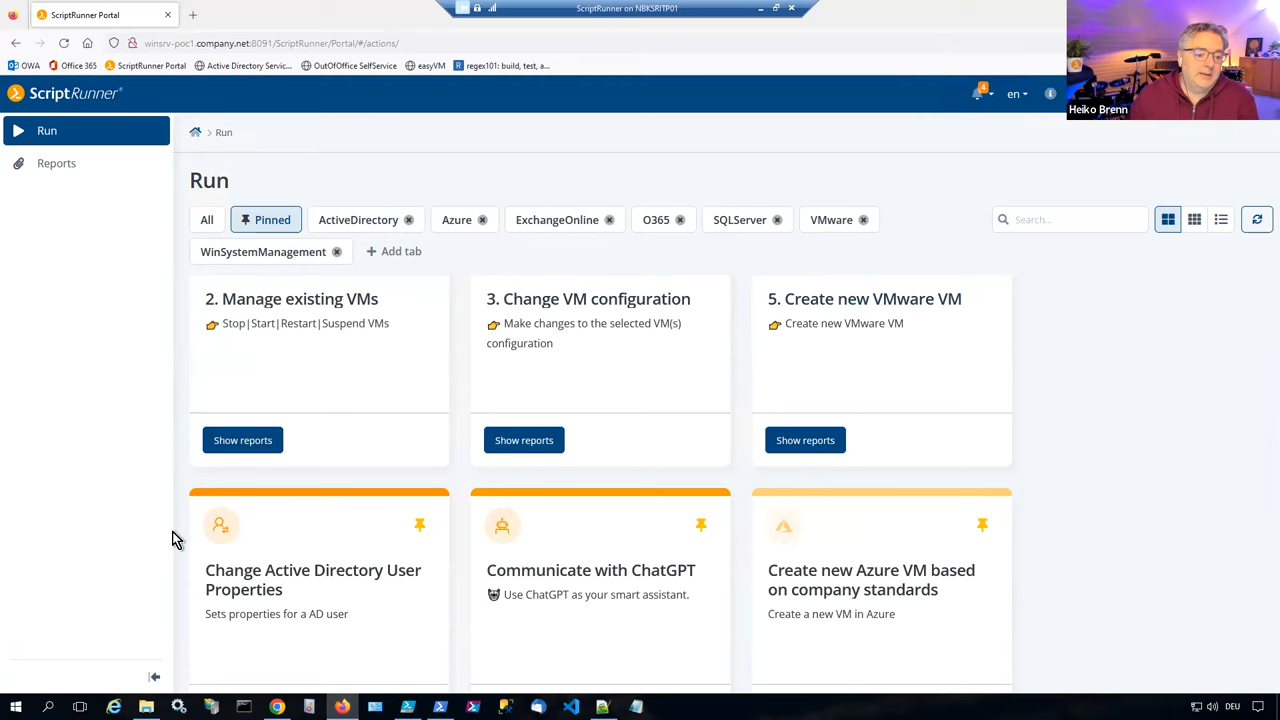 ScriptRunner Portal
ScriptRunner on NBKSRITP01
winsrv-poc1.company.net:8091/ScriptRunner/Portal/#/actions/
OWA
Office 365
ScriptRunner Portal
Active Directory Servic...
OutOfOffice SelfService
easyVM
regex101: build, test, a...
ScriptRunner®
4
en
Heiko Brenn
Run
Reports
Run
Run
All
Pinned
ActiveDirectory
Azure
ExchangeOnline
O365
SQLServer
VMware
Search...
WinSystemManagement
Add tab
2. Manage existing VMs
Stop|Start|Restart|Suspend VMs
Show reports
3. Change VM configuration
Make changes to the selected VM(s)
configuration
Show reports
5. Create new VMware VM
Create new VMware VM
Show reports
Change Active Directory User
Properties
Sets properties for a AD user
Communicate with ChatGPT
Use ChatGPT as your smart assistant.
Create new Azure VM based
on company standards
Create a new VM in Azure
DEU